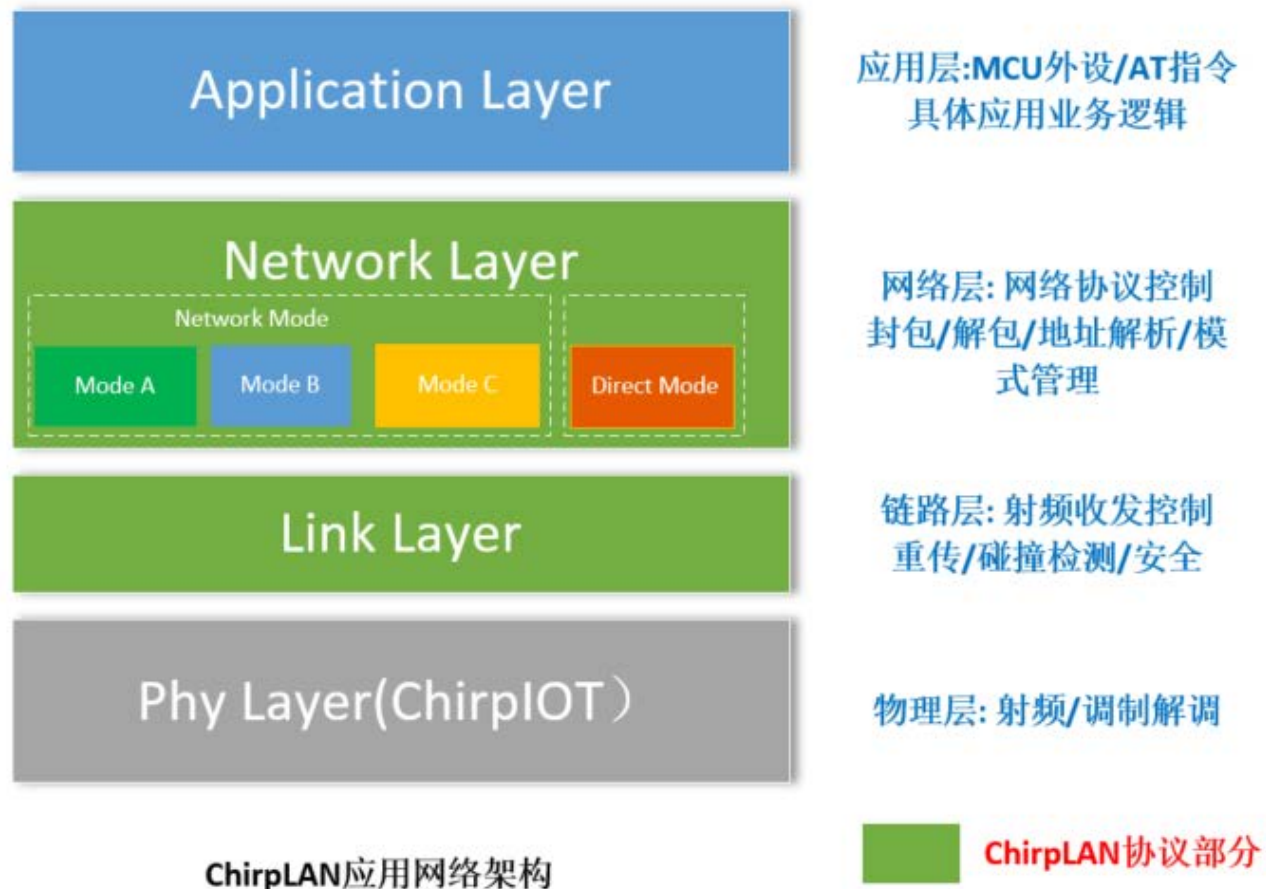 Application Layer
应用层:MCU外设/AT指令
具体应用业务逻辑
Network Layer
Network Mode
Mode A
Mode B
Mode C
Direct Mode
网络层: 网络协议控制
封包/解包/地址解析/模
式管理
Link Layer
链路层: 射频收发控制
重传/碰撞检测/安全
Phy Layer(ChirpIOT）
物理层: 射频/调制解调
ChirpLAN应用网络架构
ChirpLAN协议部分